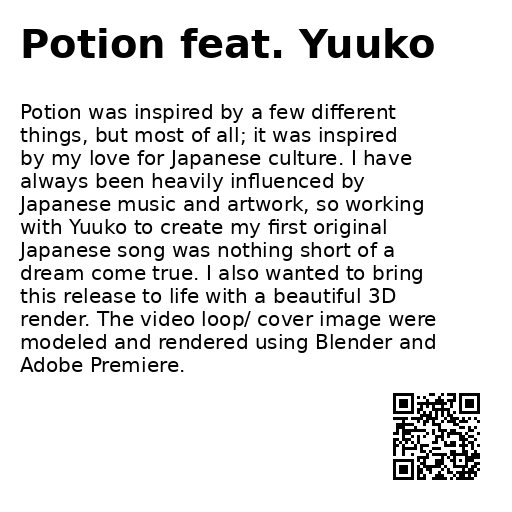 Potion feat. Yuuko
Potion was inspired by a few different
things, but most of all; it was inspired
by my love for Japanese culture. I have
always been heavily influenced by
Japanese music and artwork, so working
with Yuuko to create my first original
Japanese song was nothing short of a
dream come true. I also wanted to bring
this release to life with a beautiful 3D
render. The video loop/ cover image were
modeled and rendered using Blender and
Adobe Premiere.